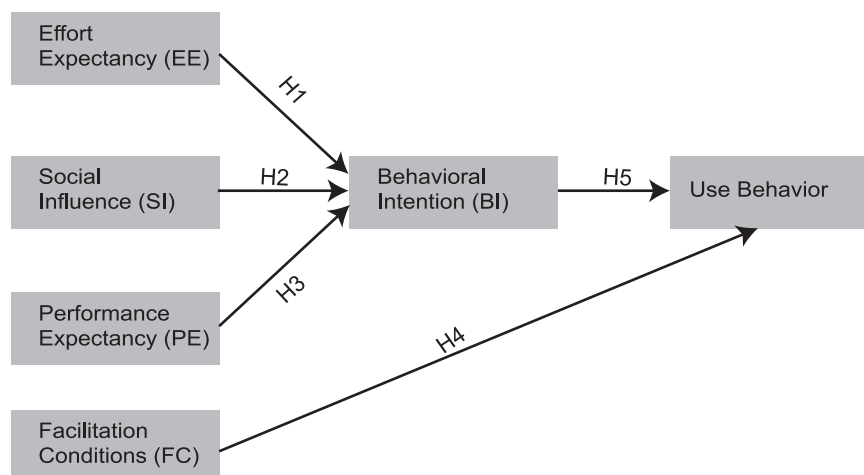 Effort
Expectancy (EE)
H1
Social
Influence (SI)
H2
Behavioral
Intention (BI)
H5
Use Behavior
H3
Performance
Expectancy (PE)
H4
Facilitation
Conditions (FC)